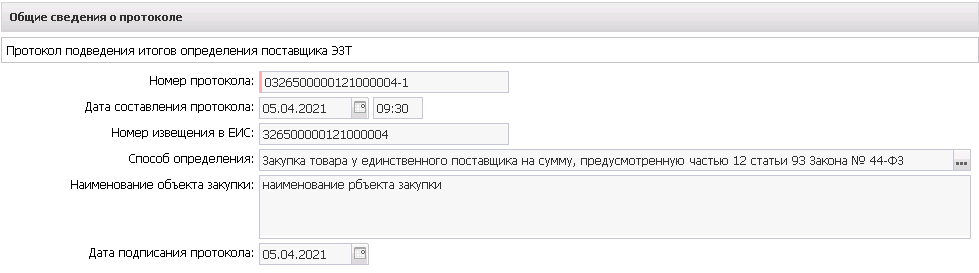 Общие сведения о протоколе
Протокол подведения итогов определения поставщика ЭЗТ
Номер протокола: 0326500000121000004-1
Дата составления протокола: 05.04.2021 09:30
Номер извещения в ЕИС: 326500000121000004
Способ определения: Закупка товара у единственного поставщика на сумму, предусмотренную частью 12 статьи 93 Закона № 44-ФЗ ...
Наименование объекта закупки: наименование рбъекта закупки
Дата подписания протокола: 05.04.2021